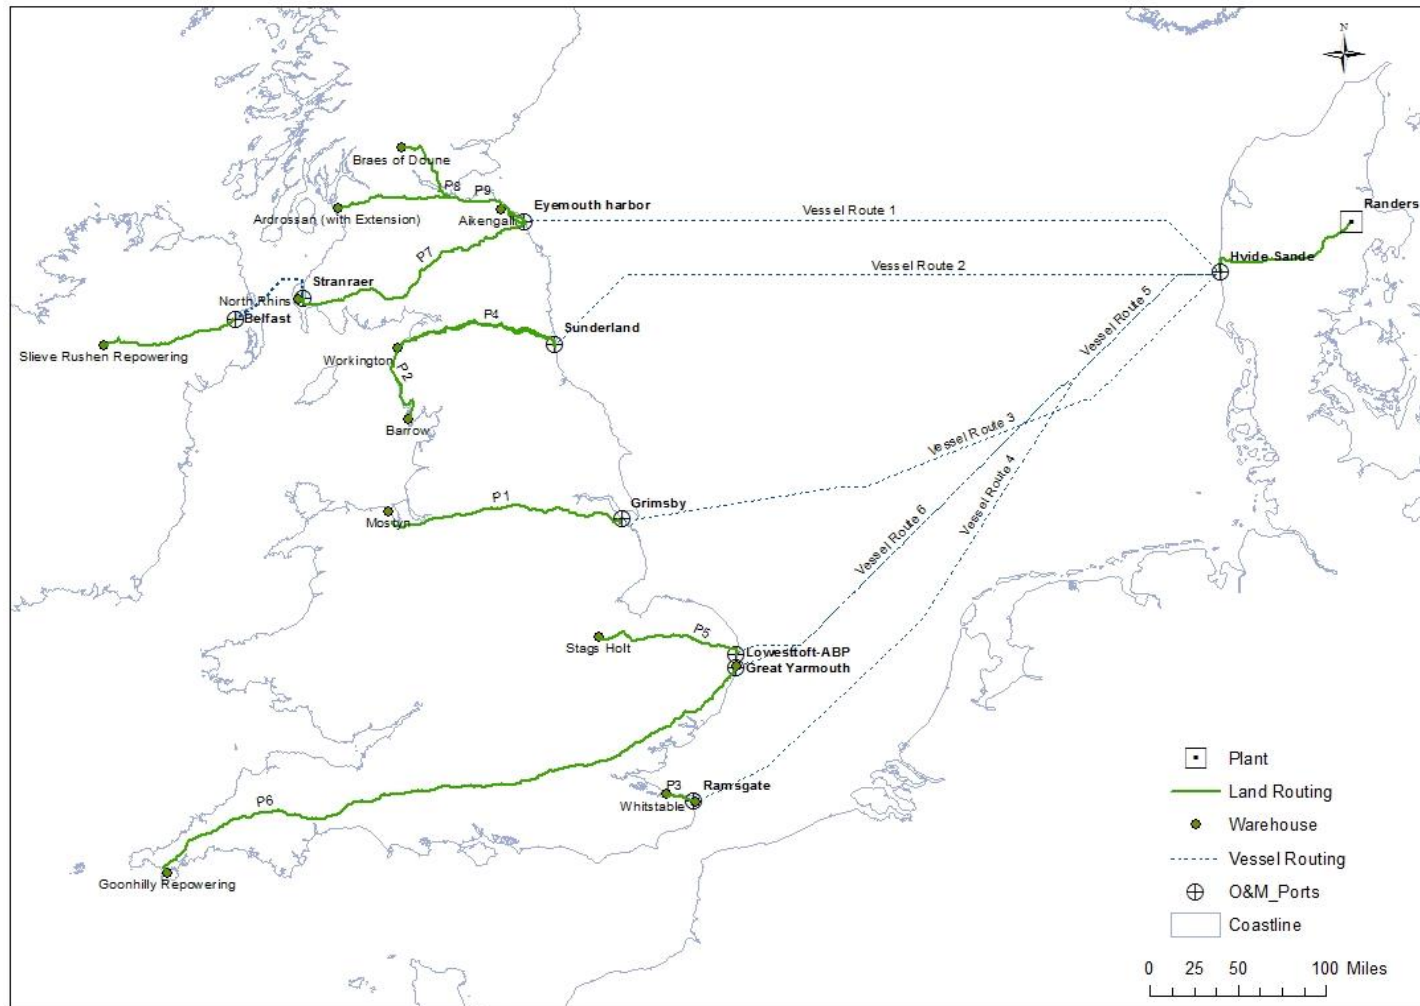 N
Braes of Doune
P8
P9
Ardrossan (with Extension)
Aikengall
Eyemouth harbor
Vessel Route 1
Randers
P7
Hvide Sande
Vessel Route 2
Stranraer
North Rhins
Belfast
Slieve Rushen Repowering
P4
Sunderland
Workington
P2
Barrow
Vessel Route 5
Vessel Route 3
Vessel Route 4
Vessel Route 6
P1
Mostyn
Grimsby
Stags Holt
P5
Lowesttoft-ABP
Great Yarmouth
P6
Goonhilly Repowering
P3
Whitstable
Ramsgate
Plant
Land Routing
Warehouse
Vessel Routing
O&M_Ports
Coastline
0 25 50 100 Miles